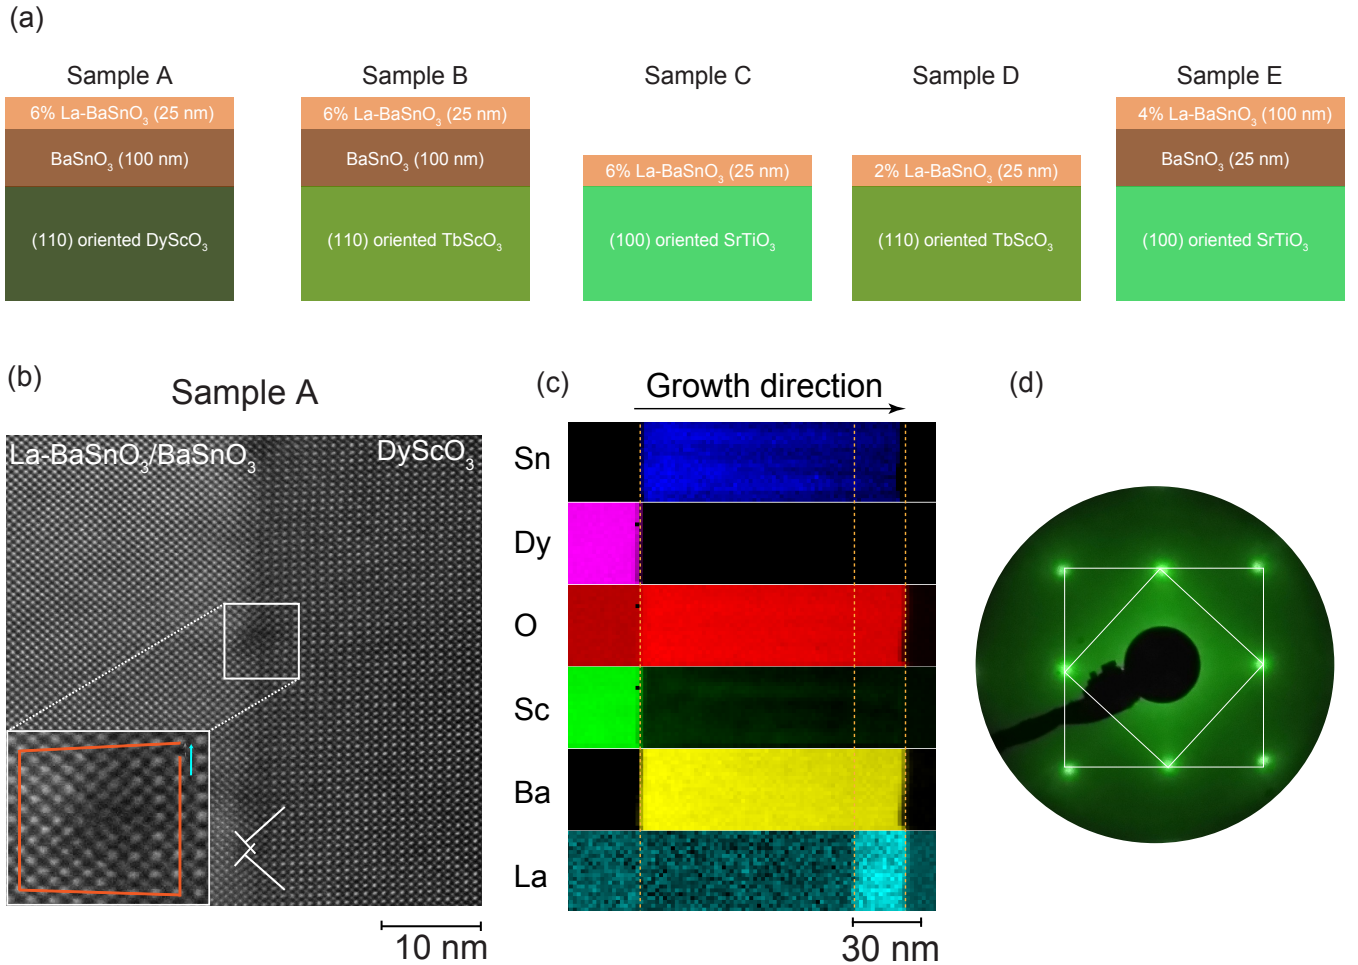 (a)
Sample A
Sample B
Sample C
Sample D
Sample E
6% La-BaSnO₃ (25 nm)
BaSnO₃ (100 nm)
(110) oriented DyScO₃
6% La-BaSnO₃ (25 nm)
BaSnO₃ (100 nm)
(110) oriented TbScO₃
6% La-BaSnO₃ (25 nm)
(100) oriented SrTiO₃
2% La-BaSnO₃ (25 nm)
(110) oriented TbScO₃
4% La-BaSnO₃ (100 nm)
BaSnO₃ (25 nm)
(100) oriented SrTiO₃
(b)
Sample A
La-BaSnO₃/BaSnO₃
DyScO₃
10 nm
(c)
Growth direction
Sn
Dy
O
Sc
Ba
La
30 nm
(d)